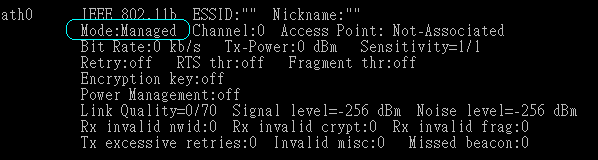 ath0 IEEE 802.11b ESSID:"" Nickname:""
Mode:Managed Channel:0 Access Point: Not-Associated
Bit Rate:0 kb/s Tx-Power:0 dBm Sensitivity=1/1
Retry:off RTS thr:off Fragment thr:off
Encryption key:off
Power Management:off
Link Quality=0/70 Signal level=-256 dBm Noise level=-256 dBm
Rx invalid nwid:0 Rx invalid crypt:0 Rx invalid frag:0
Tx excessive retries:0 Invalid misc:0 Missed beacon:0